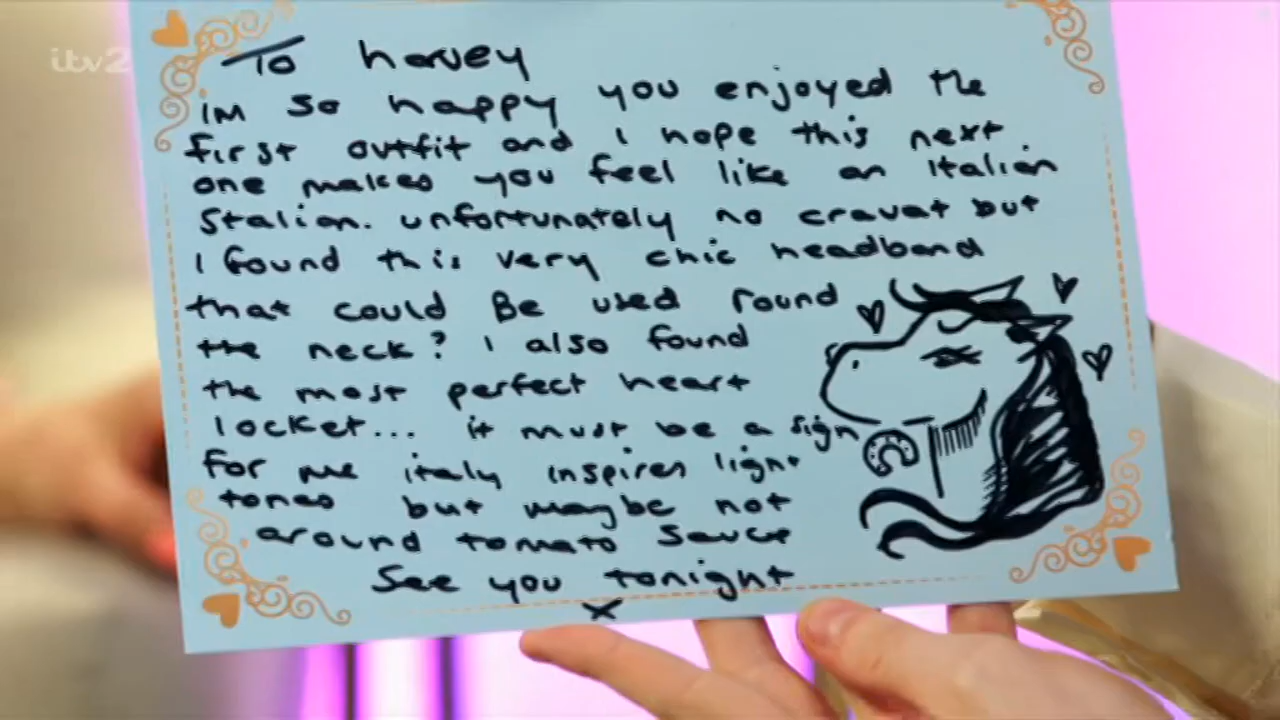 itv2
To harvey
IM so happy you enjoyed the
first outfit and I hope this next
one makes you feel like an Italian
Stalian. unfortunately no cravat but
I found this very chic headband
that could Be used round
the neck? I also found
the most perfect heart
locket... it must be a sign
for me italy inspires light
tones but maybe not
around tomato sauce
See you tonight
x